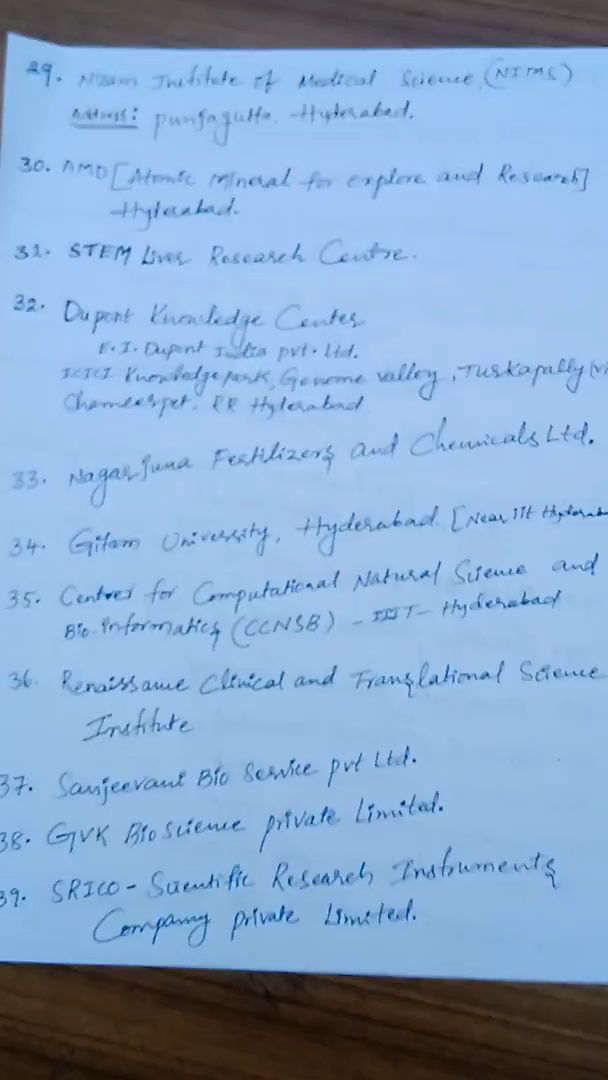 29. Nizam Institute of Medical Science, (NIMS)
Address: punjagutta, Hyderabad.
30. AMD [Atomic Mineral for explore and Research]
Hyderabad.
31. STEM Lives Research Centre.
32. Dupont Knowledge Center
E.I. Dupont India pvt. Ltd.
ICICI Knowledge park, Genome valley, Turkapally (vi
Shameerpet, RR Hyderabad
33. Nagarjuna Fertilizers and Chemicals Ltd.
34. Gitam University, Hyderabad. [Near IIT Hyderab
35. Centres for Computational Natural Science and
Bio informatics (CCNSB) - IIIT - Hyderabad
36. Renaissance Clinical and Translational Science
Institute
37. Sanjeevani Bio Service pvt Ltd.
38. GVK Bioscience private Limited.
39. SRICO - Scientific Research Instruments
Company private Limited.